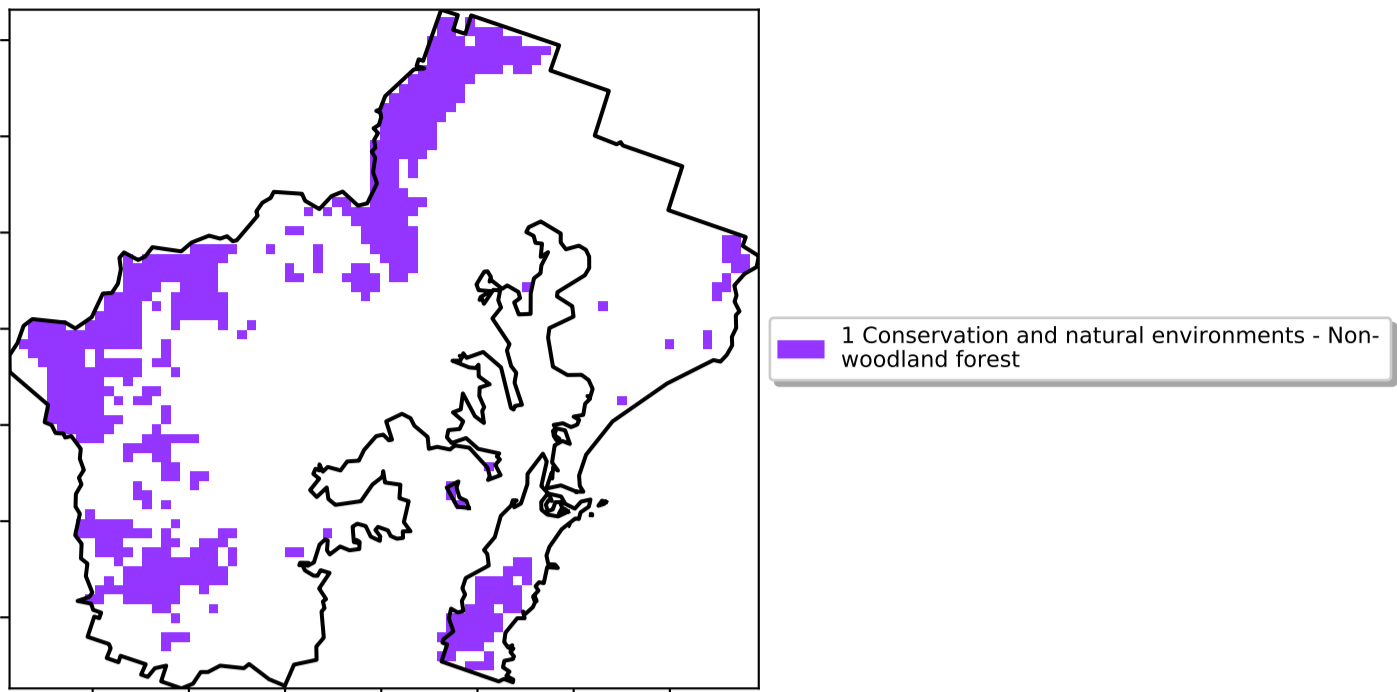 1 Conservation and natural environments - Non-
woodland forest